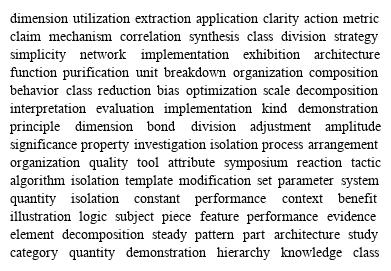 dimension utilization extraction application clarity action metric
claim mechanism correlation synthesis class division strategy
simplicity network implementation exhibition architecture
function purification unit breakdown organization composition
behavior class reduction bias optimization scale decomposition
interpretation evaluation implementation kind demonstration
principle dimension bond division adjustment amplitude
significance property investigation isolation process arrangement
organization quality tool attribute symposium reaction tactic
algorithm isolation template modification set parameter system
quantity isolation constant performance context benefit
illustration logic subject piece feature performance evidence
element decomposition steady pattern part architecture study
category quantity demonstration hierarchy knowledge class